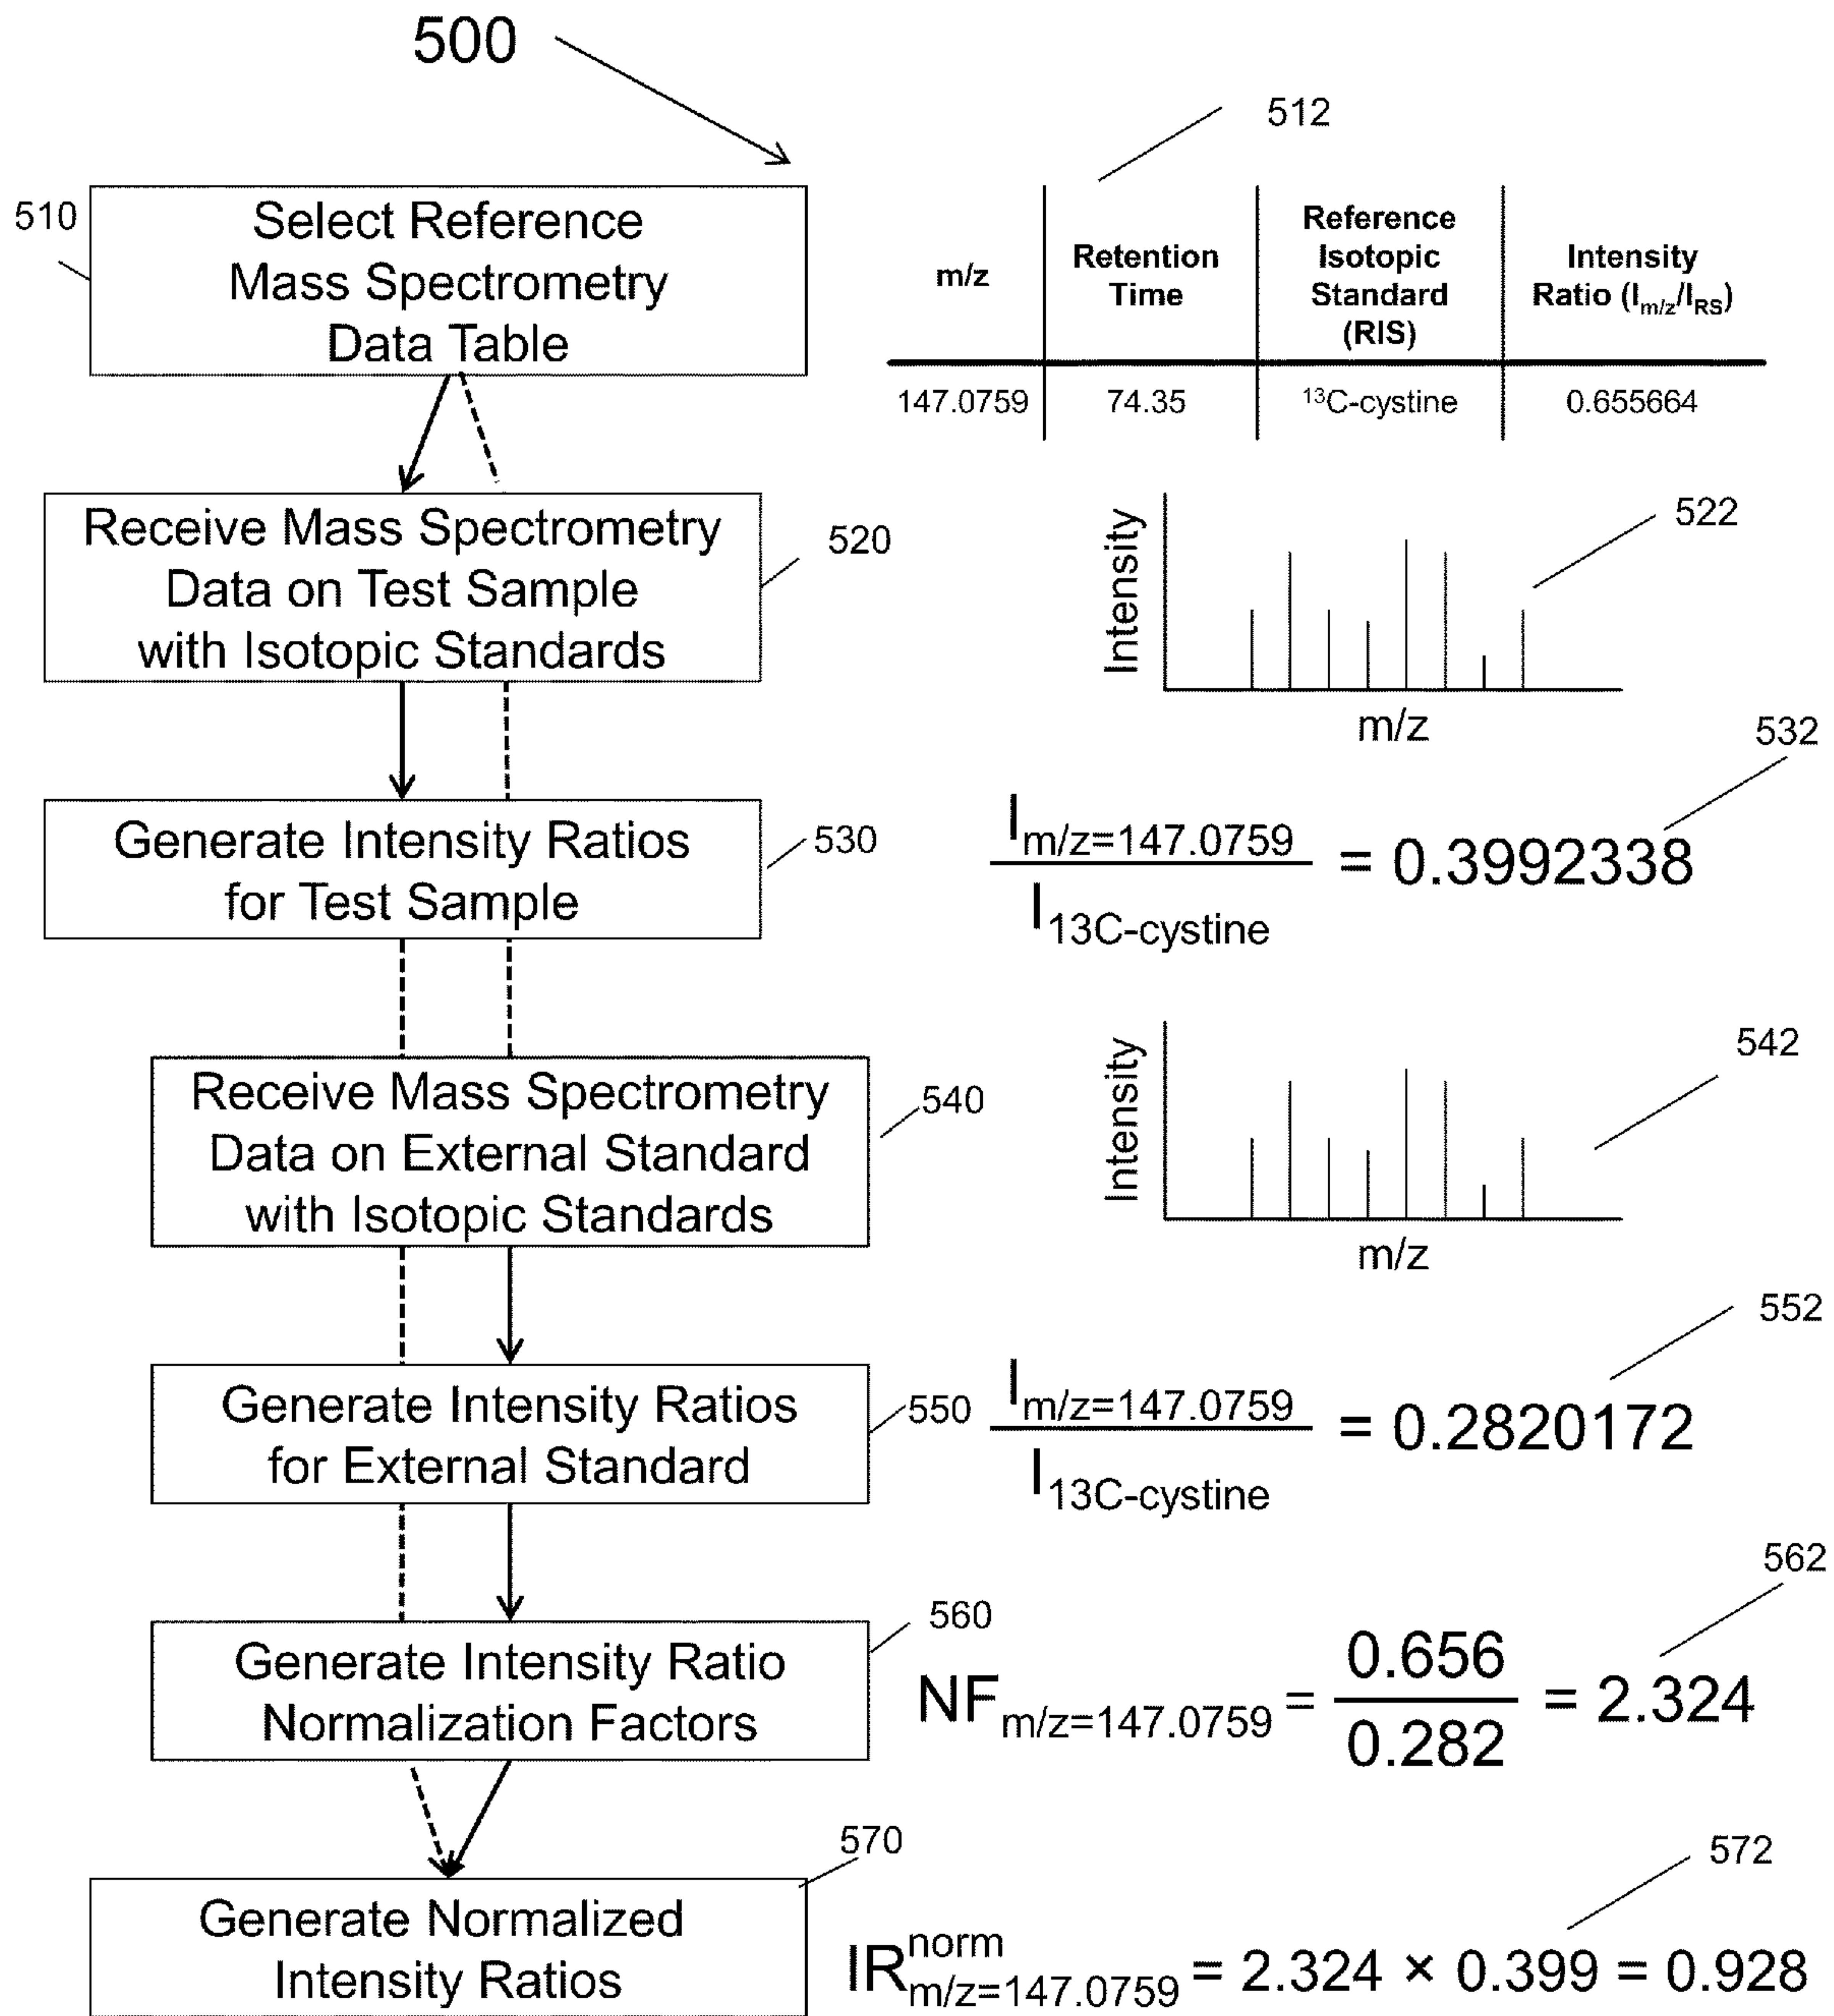 500
512
510
Select Reference
Mass Spectrometry
Data Table
m/z
Retention
Time
Reference
Isotopic
Standard
(RIS)
Intensity
Ratio (Im/z/IRS)
147.0759
74.35
13C-cystine
0.655664
Receive Mass Spectrometry
Data on Test Sample
with Isotopic Standards
520
Intensity
m/z
522
Generate Intensity Ratios
for Test Sample
530
Im/z=147.0759
I13C-cystine
= 0.3992338
532
Receive Mass Spectrometry
Data on External Standard
with Isotopic Standards
540
Intensity
m/z
542
Generate Intensity Ratios
for External Standard
550
Im/z=147.0759
I13C-cystine
= 0.2820172
552
Generate Intensity Ratio
Normalization Factors
560
NFm/z=147.0759 = 0.656 / 0.282 = 2.324
562
Generate Normalized
Intensity Ratios
570
IRnorm m/z=147.0759 = 2.324 × 0.399 = 0.928
572